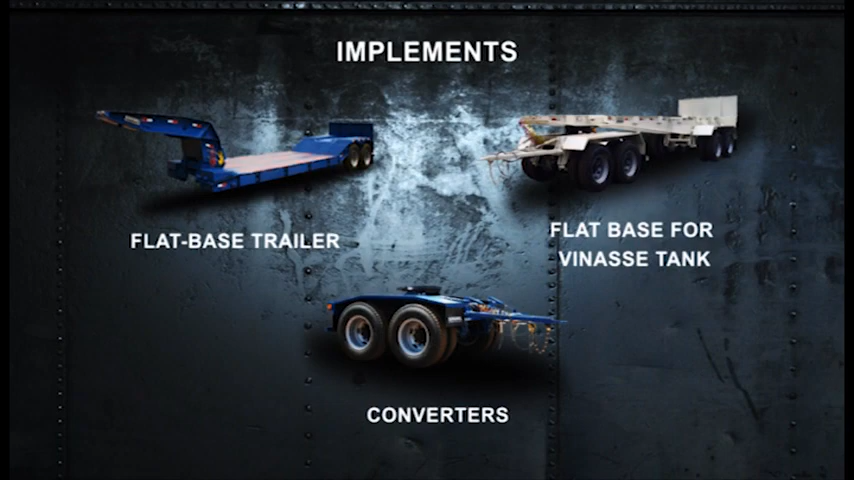 IMPLEMENTS
FLAT-BASE TRAILER
FLAT BASE FOR
VINASSE TANK
CONVERTERS